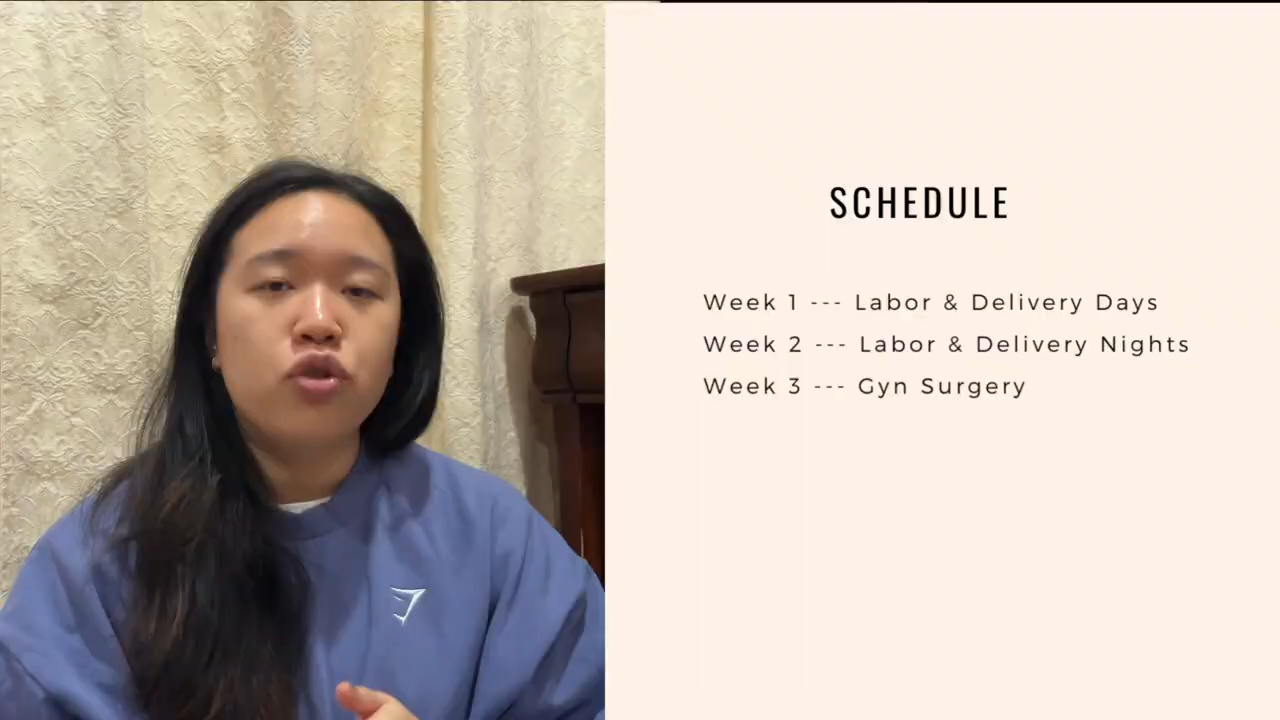 SCHEDULE
Week 1 --- Labor & Delivery Days
Week 2 --- Labor & Delivery Nights
Week 3 --- Gyn Surgery